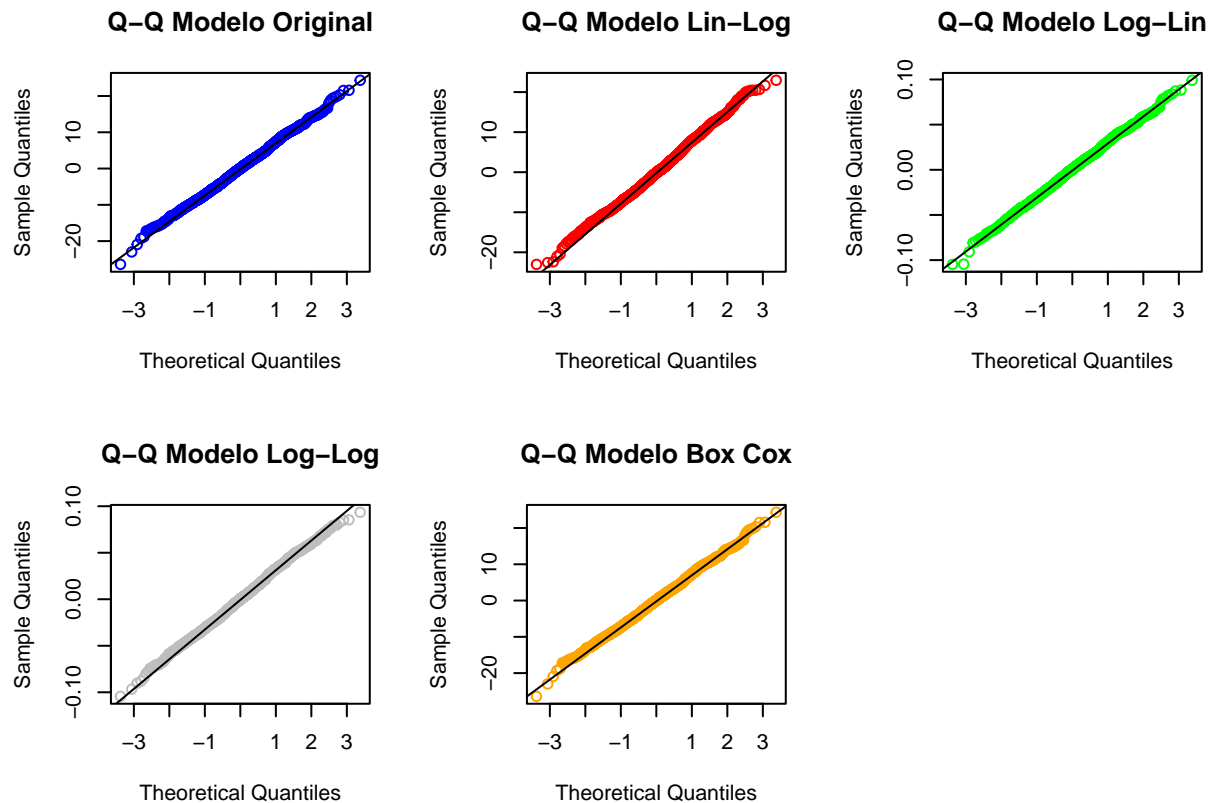 Q−Q Modelo Original
Sample Quantiles
−20 0 10
−3 −1 1 2 3
Theoretical Quantiles
Q−Q Modelo Lin−Log
Sample Quantiles
−20 0 10
−3 −1 1 2 3
Theoretical Quantiles
Q−Q Modelo Log−Lin
Sample Quantiles
−0.10 0.00 0.10
−3 −1 1 2 3
Theoretical Quantiles
Q−Q Modelo Log−Log
Sample Quantiles
−0.10 0.00 0.10
−3 −1 1 2 3
Theoretical Quantiles
Q−Q Modelo Box Cox
Sample Quantiles
−20 0 10
−3 −1 1 2 3
Theoretical Quantiles